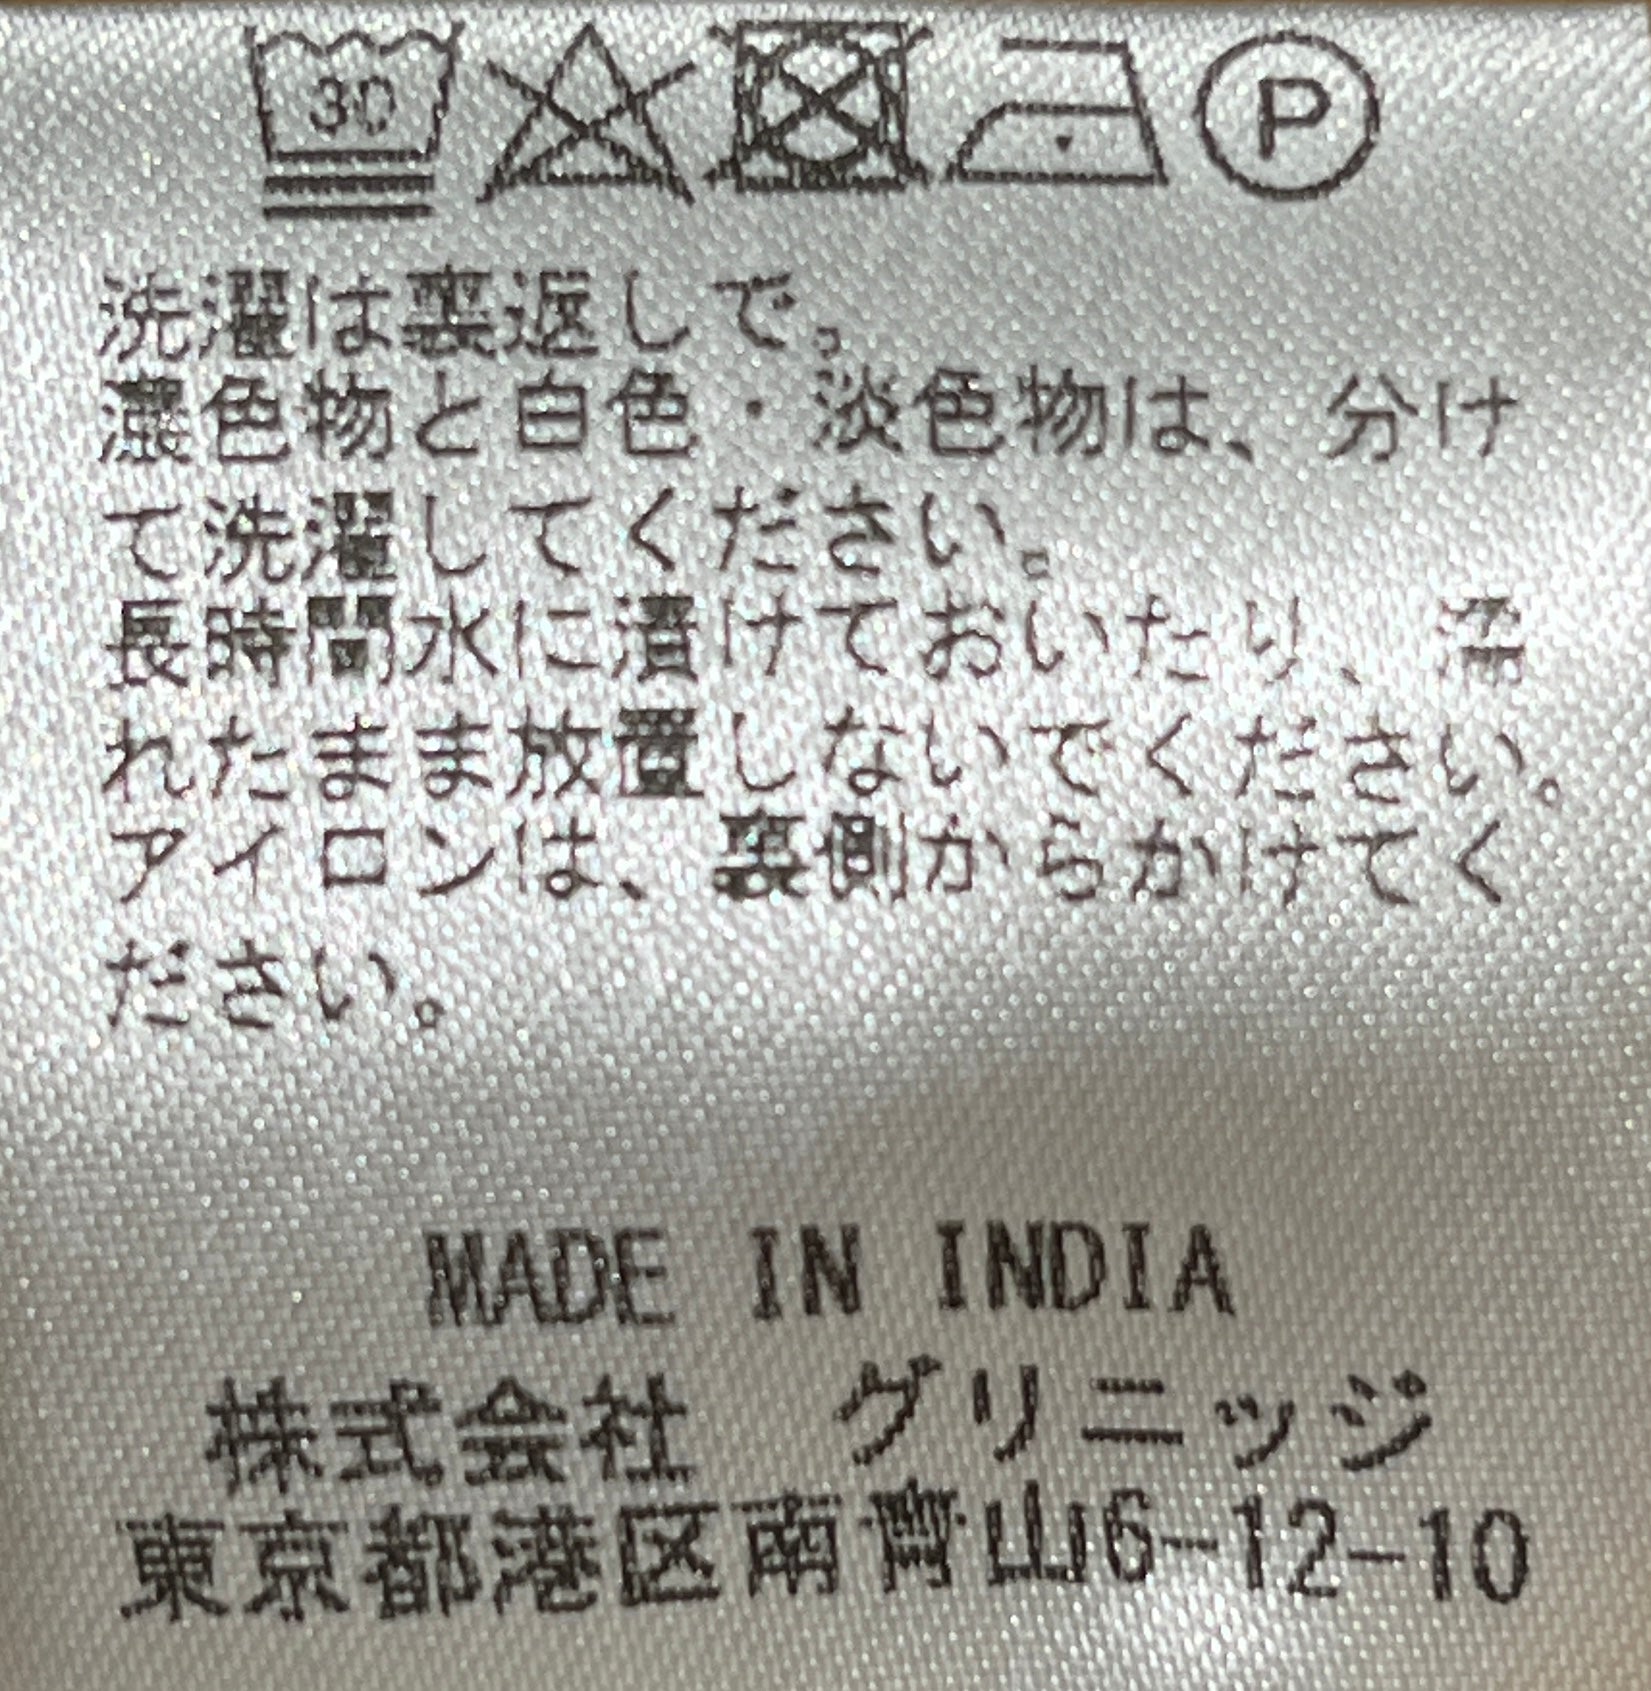 30 P
洗濯は裏返しで。
濃色物と白色・淡色物は、分け
て洗濯してください。
長時間水に漬けておいたり、濡
れたまま放置しないでください。
アイロンは、裏側からかけてく
ださい。
MADE IN INDIA
株式会社 グリニッジ
東京都港区南青山6-12-10